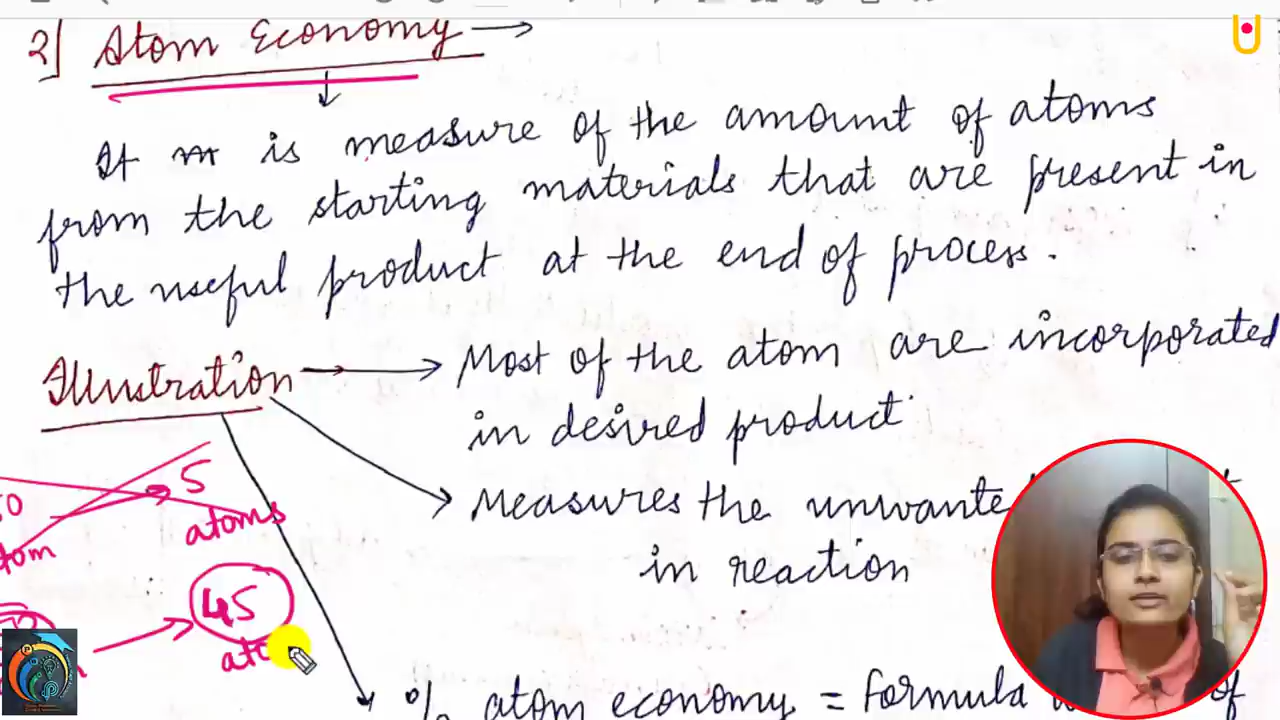 2] Atom Economy →
It is measure of the amount of atoms
from the starting materials that are present in
the useful product at the end of process.
Illustration → Most of the atom are incorporated
in desired product
→ Measures the
in reaction
5
atoms
45
% atom economy = Formula of